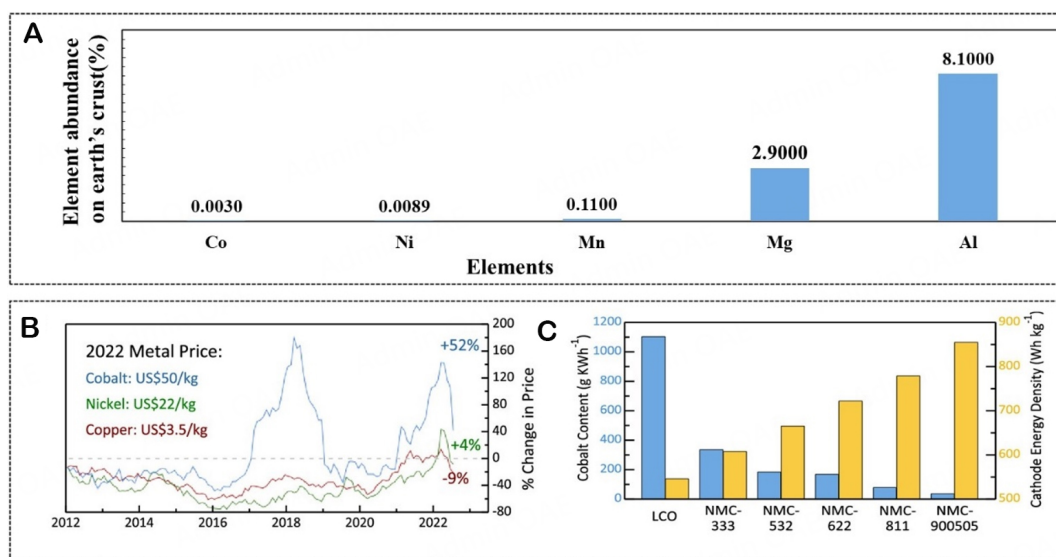 A
Element abundance
on earth's crust(%)
0.0030
0.0089
0.1100
2.9000
8.1000
Co
Ni
Mn
Mg
Al
Elements
B
2022 Metal Price:
Cobalt: US$50/kg
Nickel: US$22/kg
Copper: US$3.5/kg
+52%
+4%
-9%
200
160
120
80
40
0
-40
-80
% Change in Price
2012
2014
2016
2018
2020
2022
C
Cobalt Content (g KWh⁻¹)
1200
1000
800
600
400
200
0
900
800
700
600
500
Cathode Energy Density (Wh kg⁻¹)
LCO
NMC-
333
NMC-
532
NMC-
622
NMC-
811
NMC-
900505